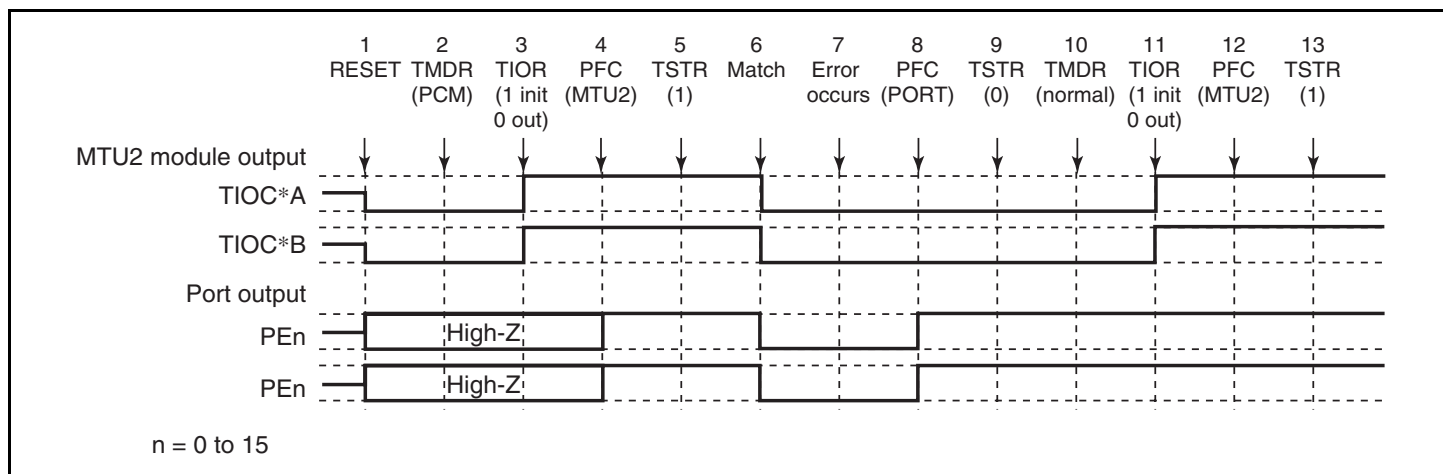 1 2 3 4 5 6 7 8 9 10 11 12 13
RESET TMDR TIOR PFC TSTR Match Error PFC TSTR TMDR TIOR PFC TSTR
(PCM) (1 init (MTU2) (1) occurs (PORT) (0) (normal) (1 init (MTU2) (1)
0 out) 0 out)
MTU2 module output
TIOC*A
TIOC*B
Port output
PEn High-Z
PEn High-Z
n = 0 to 15